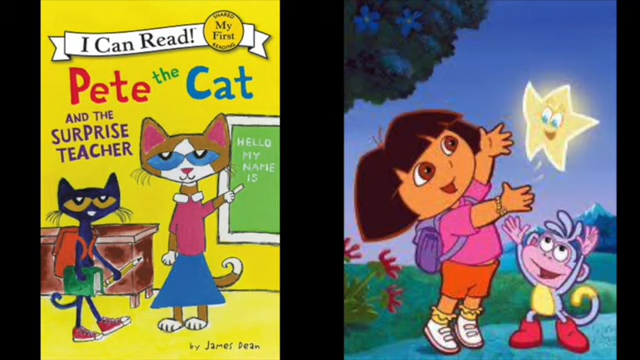 I Can Read!
SHARED
My
First
READING
Pete the Cat
AND THE
SURPRISE
TEACHER
HELLO
MY
NAME
IS
by James Dean